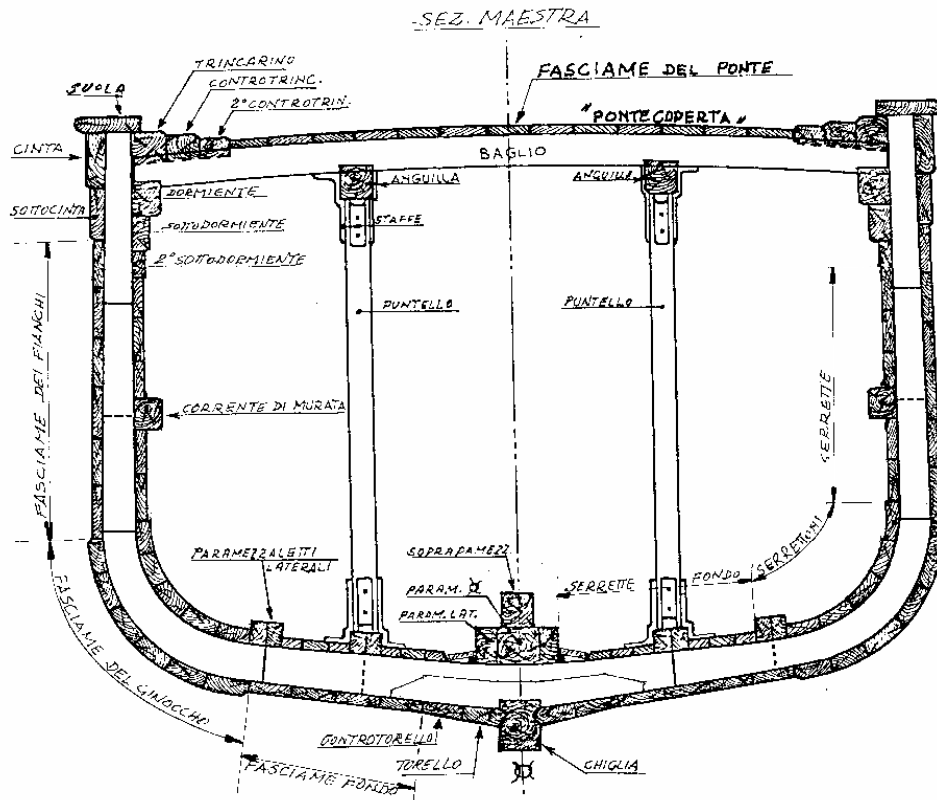 SEZ. MAESTRA
TRINCARINO
CONTROTRINC.
2° CONTROTRIN.
SUOLA
FASCIAME DEL PONTE
"PONTE COPERTA"
CINTA
BAGLIO
ANGUILLA
ANGUILLA
DORMIENTE
SOTTOCINTA
STAFFE
SOTTODORMIENTE
2° SOTTODORMIENTE
PUNTELLO
PUNTELLO
FASCIAME DEI FIANCHI
SERRETTE
CORRENTE DI MURATA
PARAMEZZALETTI
LATERALI
SOPRAPAMEZZ.
SERRETTE FONDO
SERRETTONI
PARAM.
PARAM. LAT.
FASCIAME DEL GINOCCHO
CONTROTORELLO
TORELLO
CHIGLIA
FASCIAME FONDO